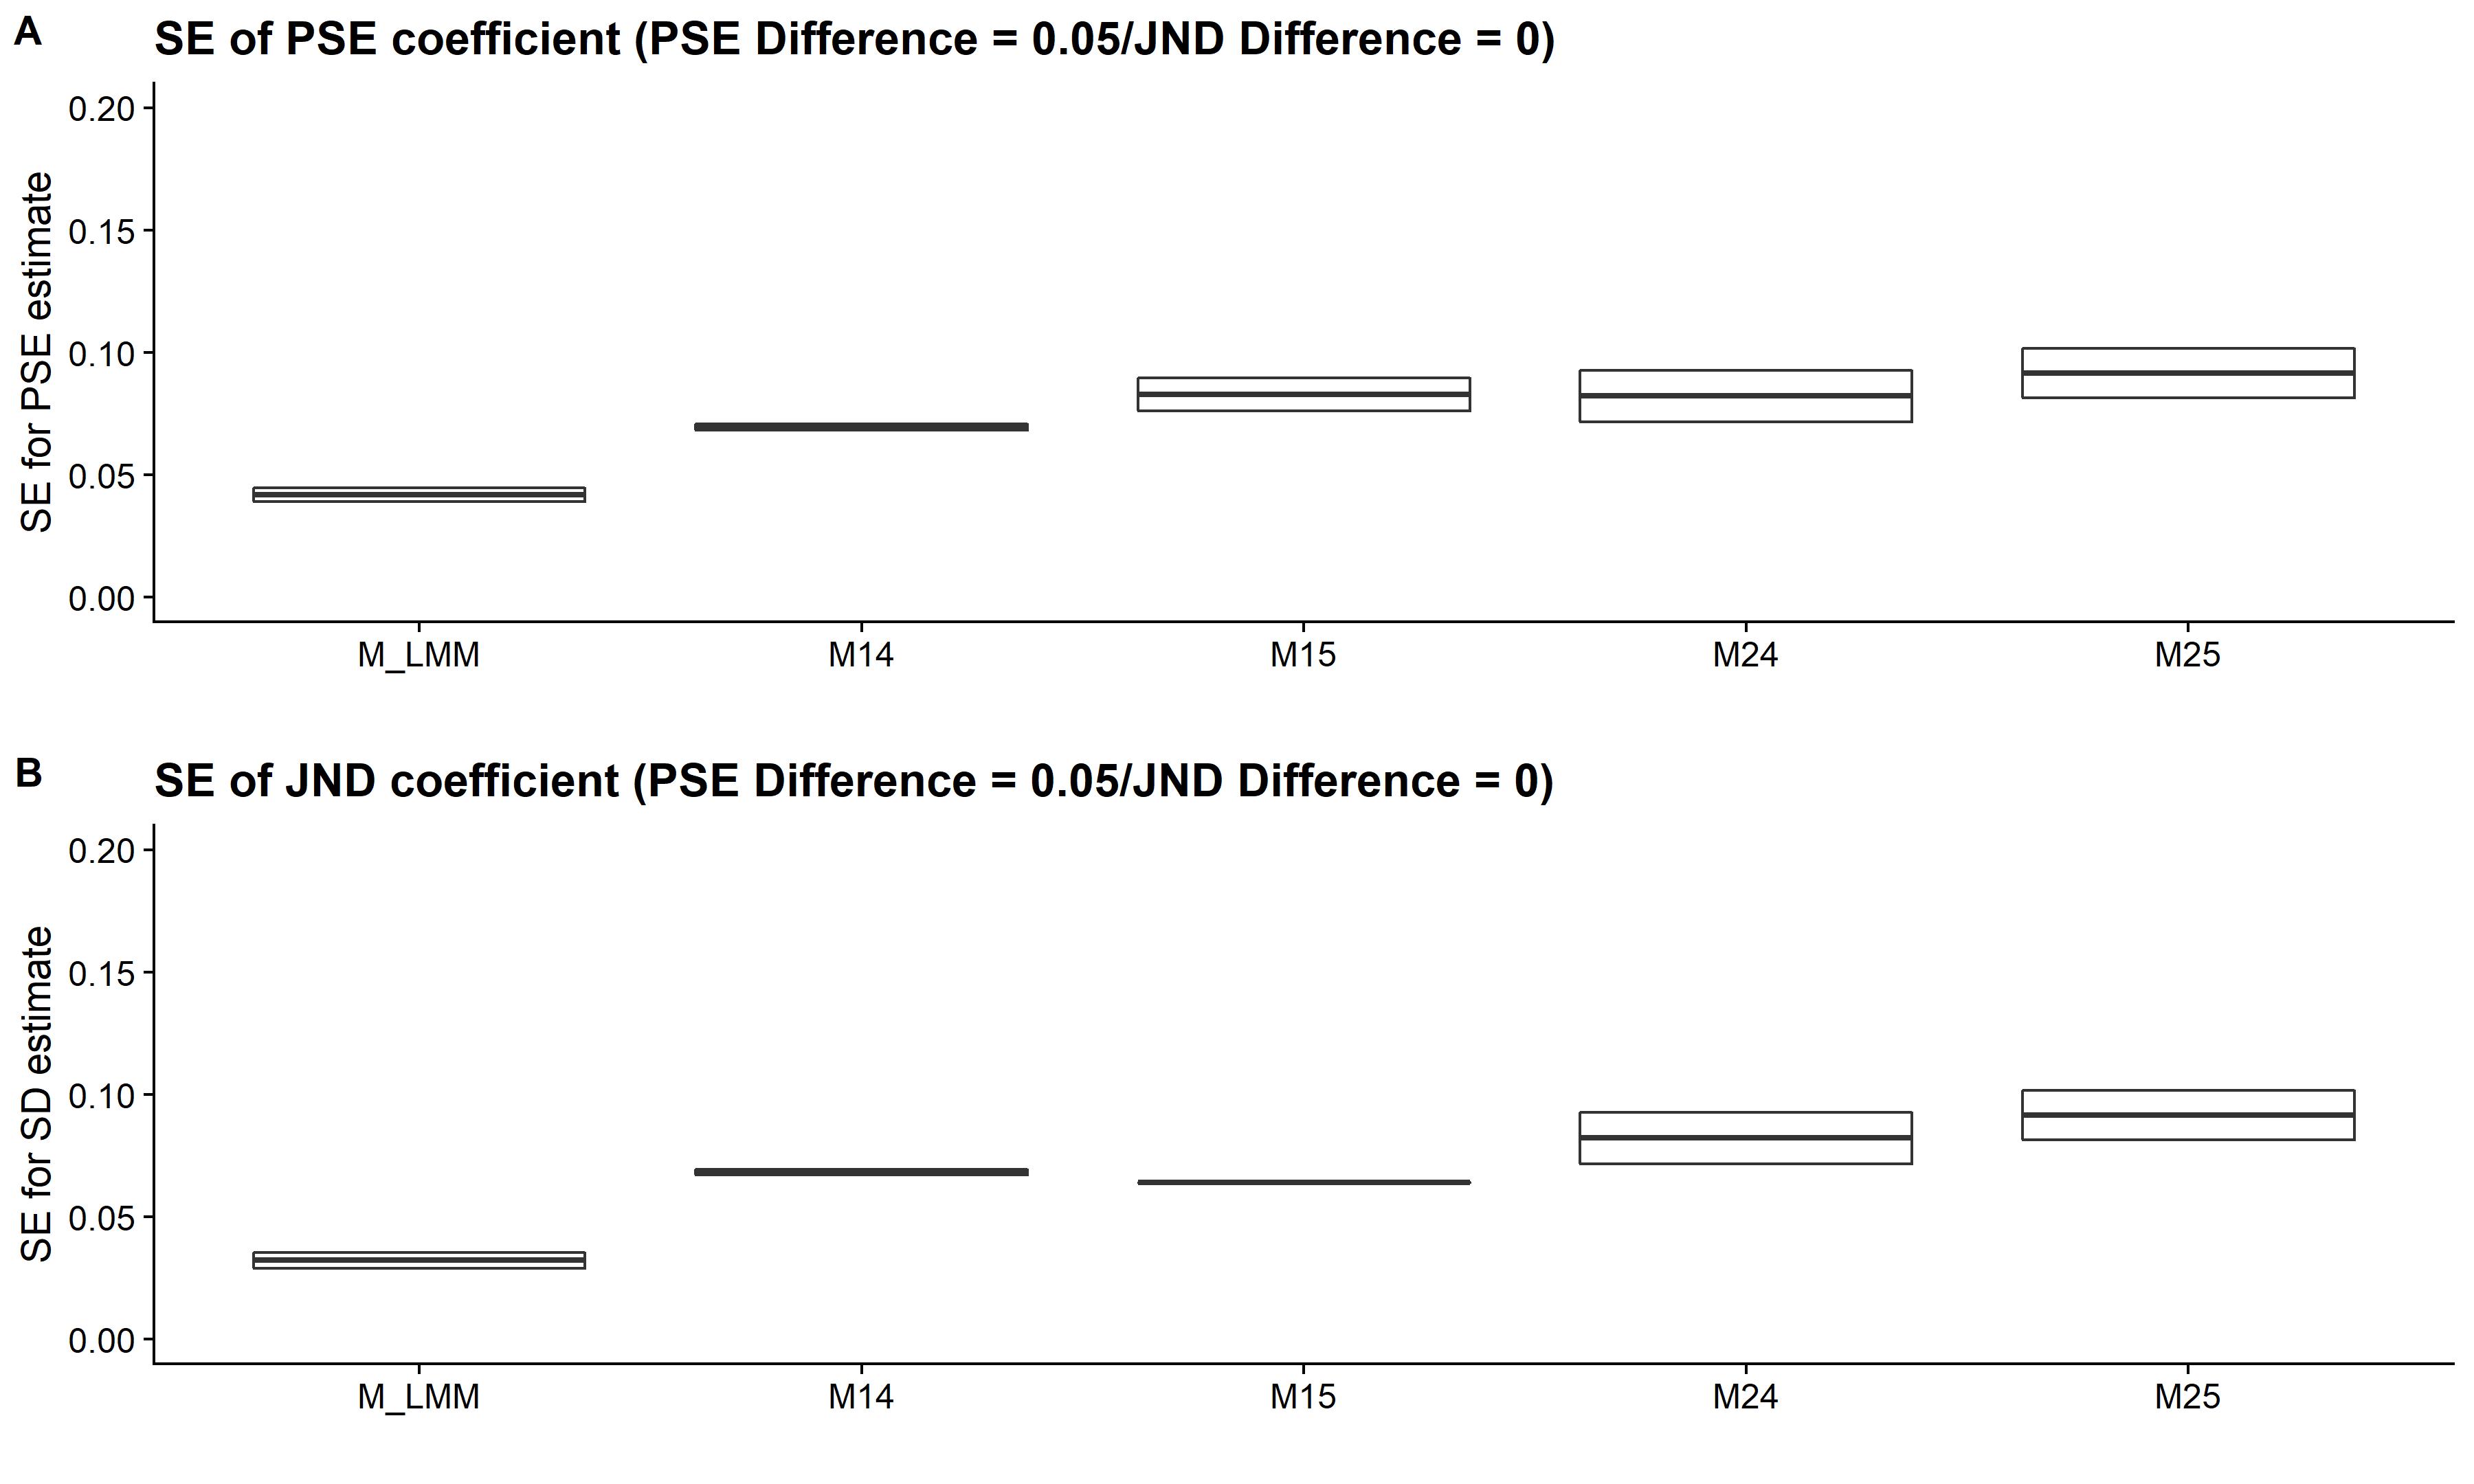 A
SE of PSE coefficient (PSE Difference = 0.05/JND Difference = 0)
SE for PSE estimate
0.20
0.15
0.10
0.05
0.00
M_LMM M14 M15 M24 M25
B
SE of JND coefficient (PSE Difference = 0.05/JND Difference = 0)
SE for SD estimate
0.20
0.15
0.10
0.05
0.00
M_LMM M14 M15 M24 M25